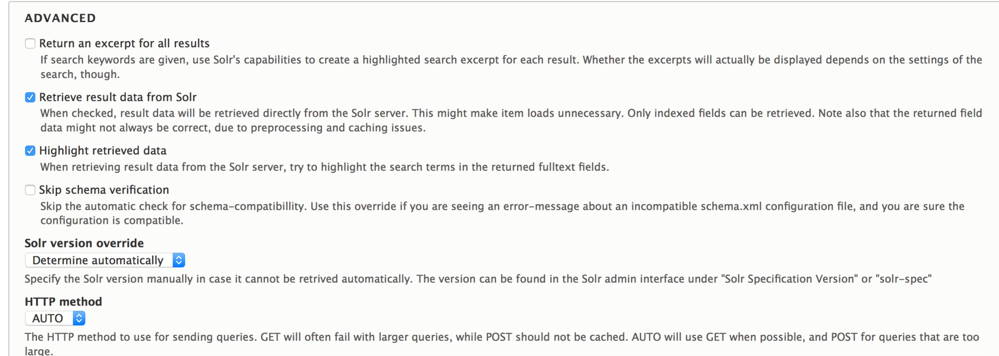 ADVANCED
Return an excerpt for all results
If search keywords are given, use Solr's capabilities to create a highlighted search excerpt for each result. Whether the excerpts will actually be displayed depends on the settings of the
search, though.
Retrieve result data from Solr
When checked, result data will be retrieved directly from the Solr server. This might make item loads unnecessary. Only indexed fields can be retrieved. Note also that the returned field
data might not always be correct, due to preprocessing and caching issues.
Highlight retrieved data
When retrieving result data from the Solr server, try to highlight the search terms in the returned fulltext fields.
Skip schema verification
Skip the automatic check for schema-compatibillity. Use this override if you are seeing an error-message about an incompatible schema.xml configuration file, and you are sure the
configuration is compatible.
Solr version override
Determine automatically
Specify the Solr version manually in case it cannot be retrived automatically. The version can be found in the Solr admin interface under "Solr Specification Version" or "solr-spec"
HTTP method
AUTO
The HTTP method to use for sending queries. GET will often fail with larger queries, while POST should not be cached. AUTO will use GET when possible, and POST for queries that are too
large.